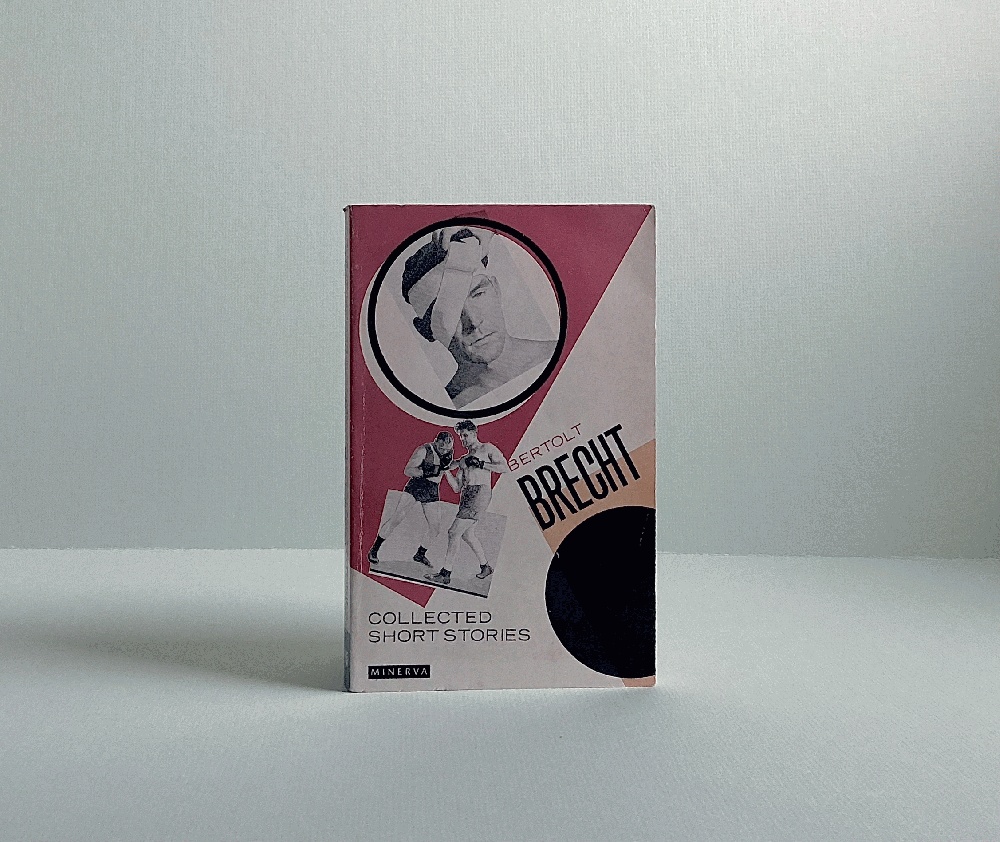 BERTOLT
BRECHT
COLLECTED
SHORT STORIES
MINERVA